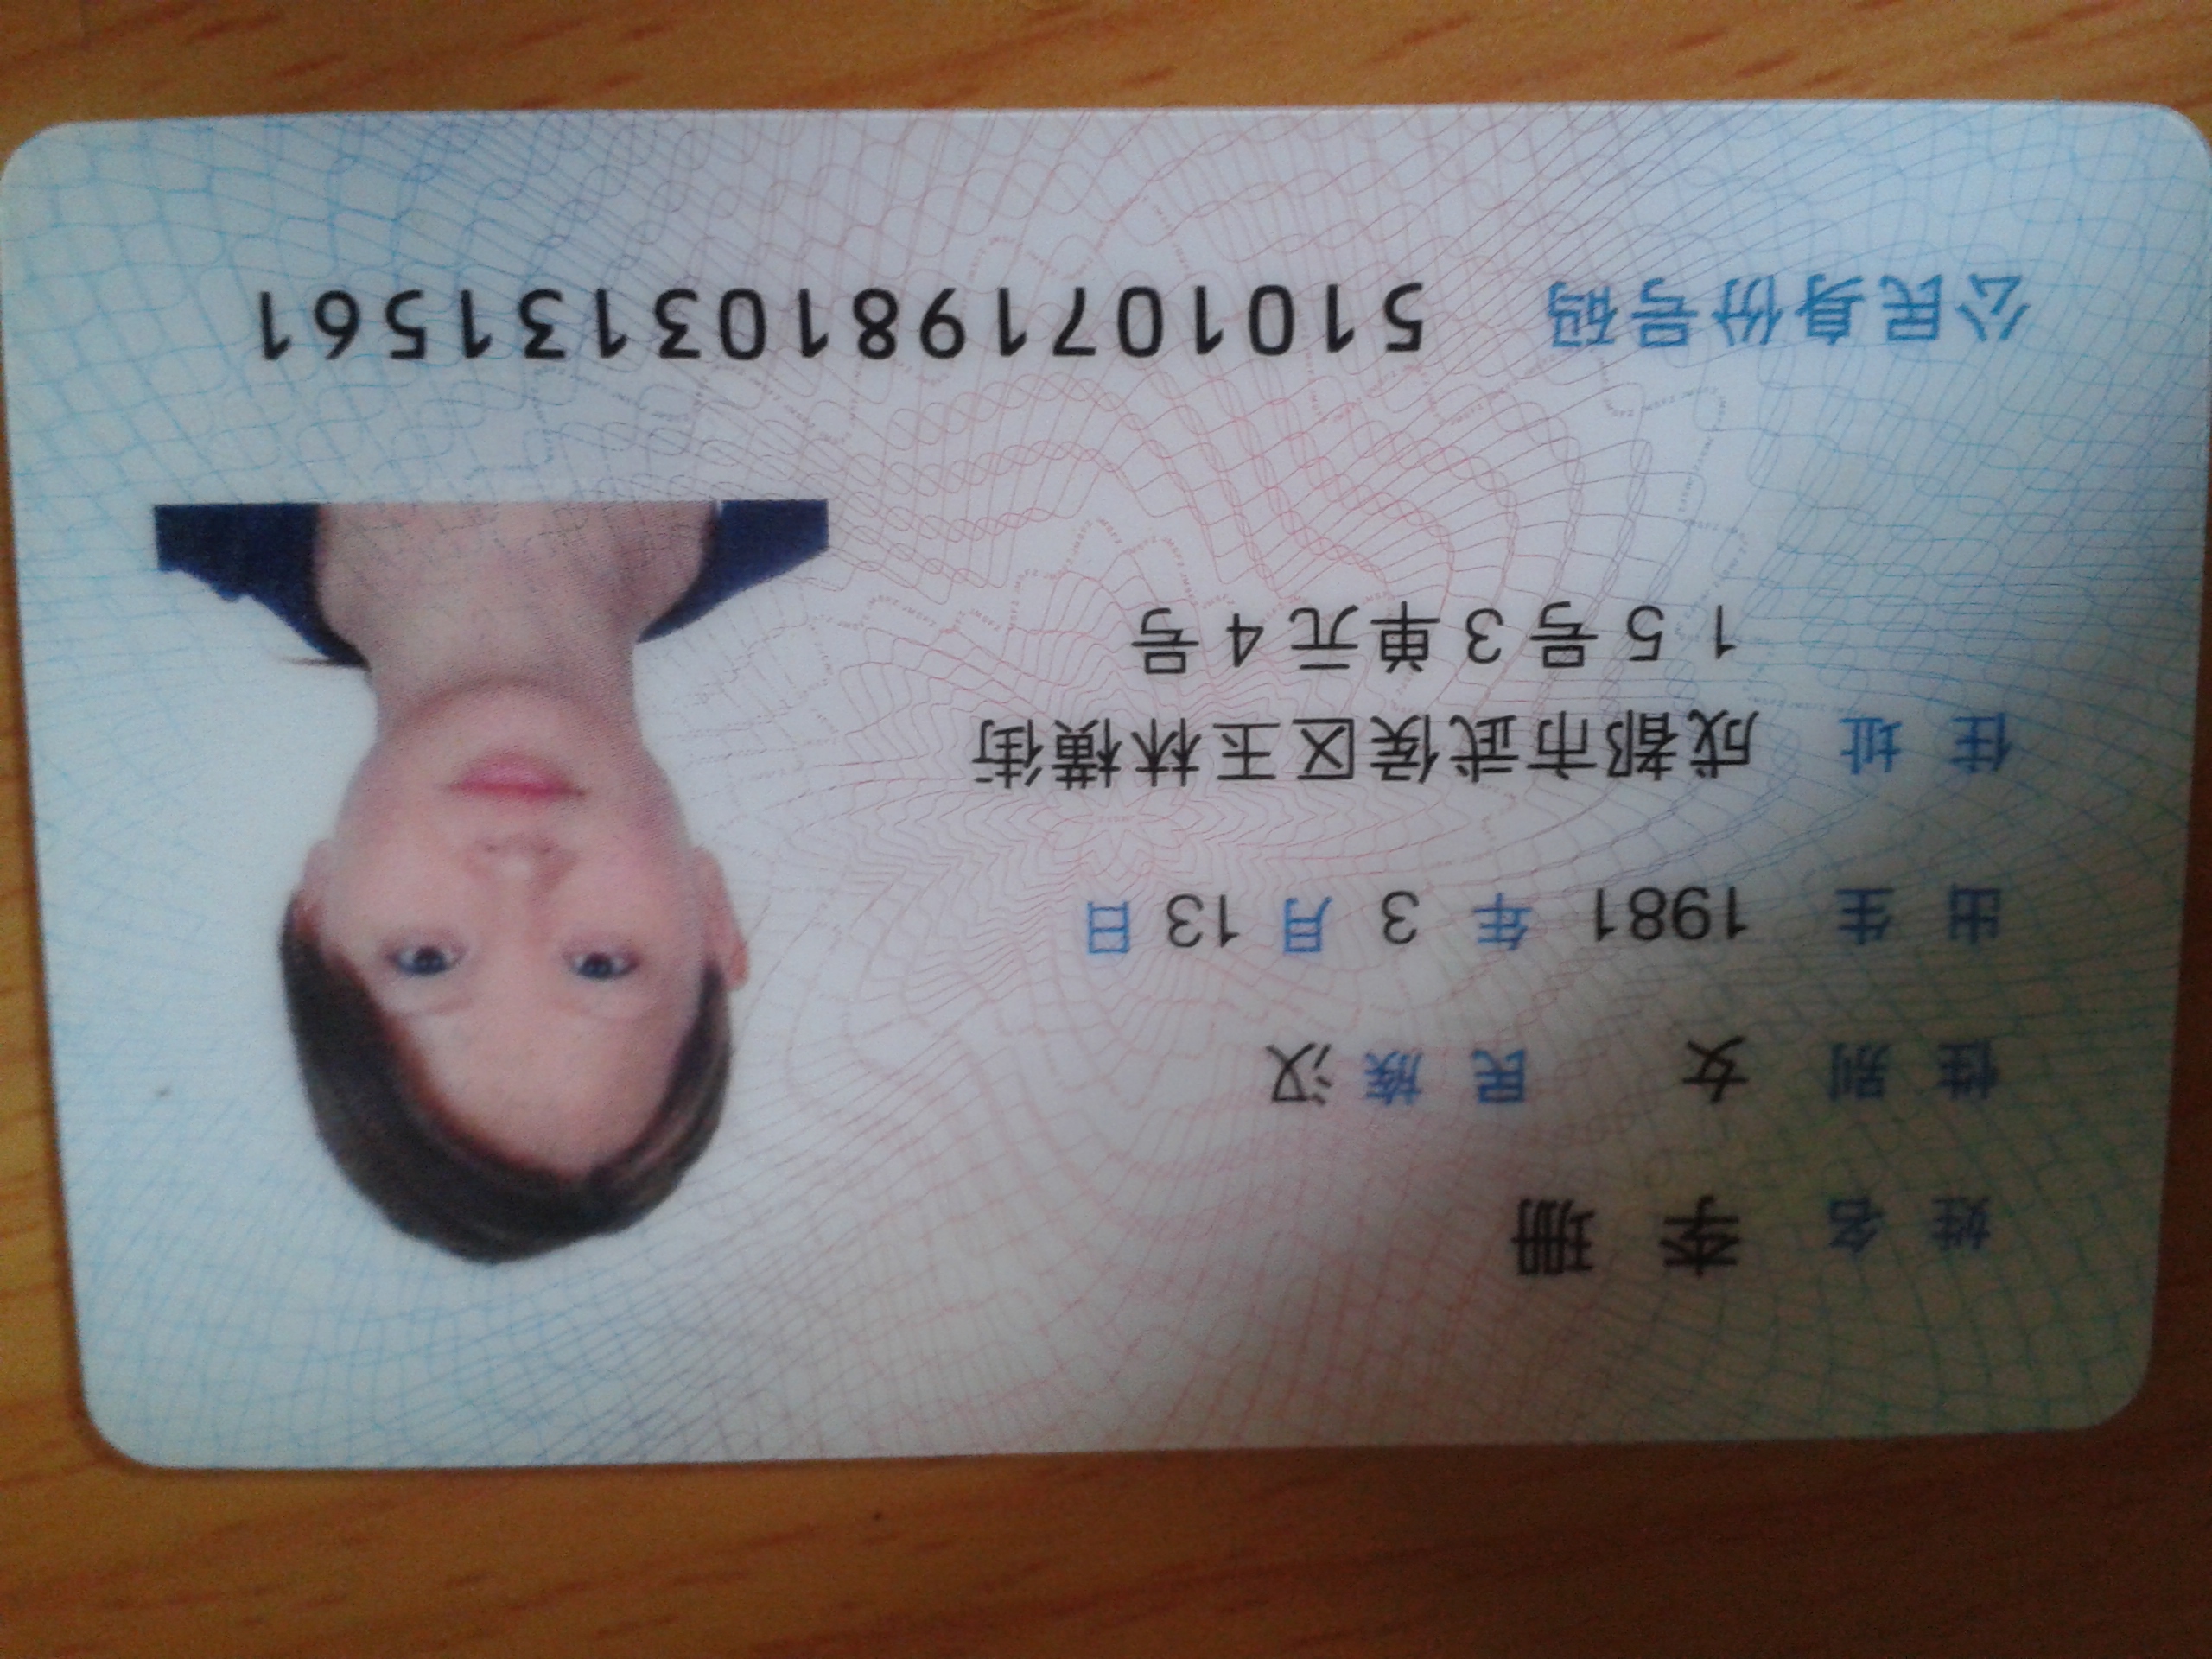 姓名 李珊
性别 女 民族 汉
出生 1981 年 3 月 13 日
住址 成都市武侯区玉林横街
15号3单元4号
公民身份号码 510107198103131561